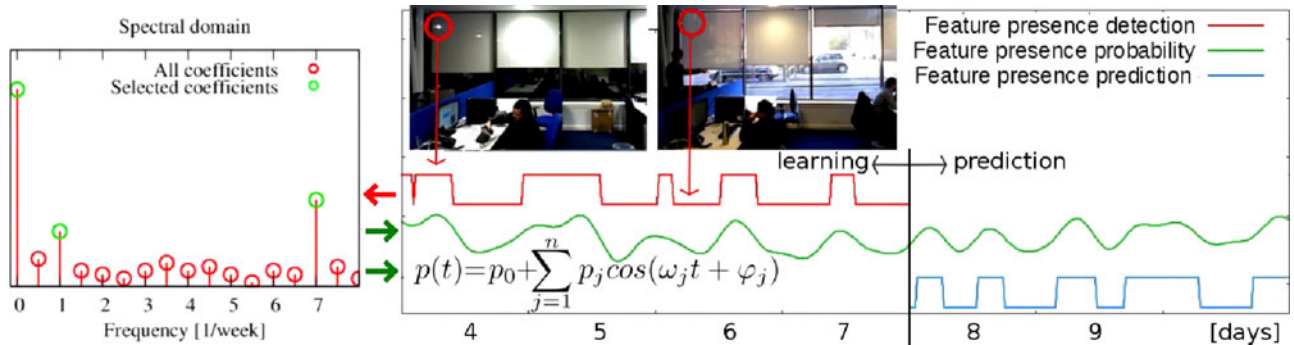 Spectral domain
All coefficients
Selected coefficients
0 1 2 3 4 5 6 7
Frequency [1/week]
Feature presence detection
Feature presence probability
Feature presence prediction
learning prediction
p(t)=p₀+∑ⁿⱼ₌₁ pⱼcos(ωⱼt + φⱼ)
4 5 6 7 8 9 [days]